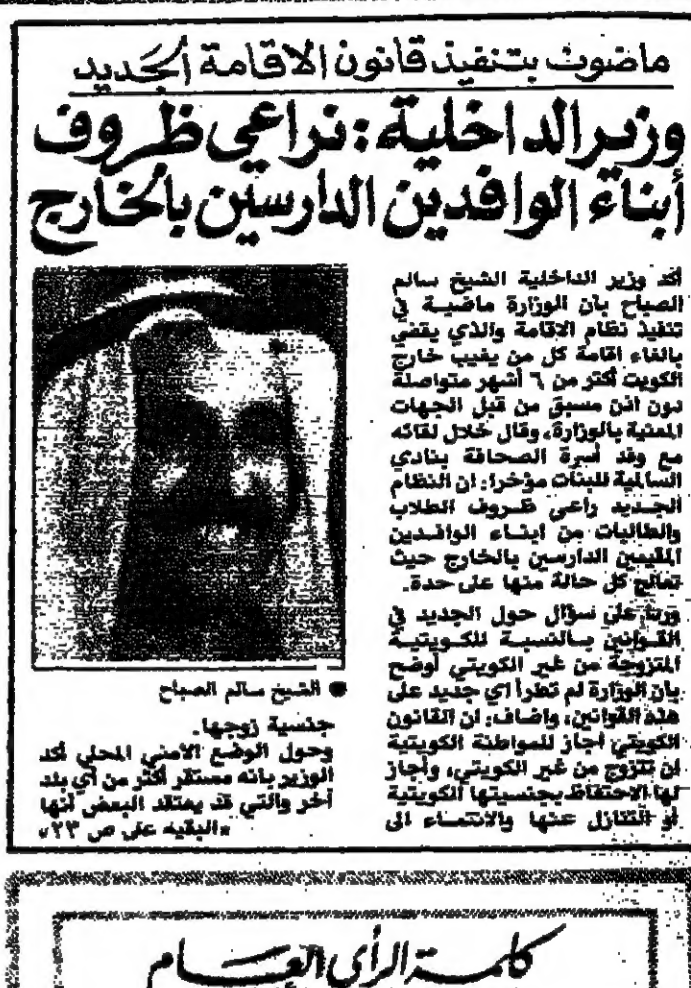 ماضون بتنفيذ قانون الاقامة الجديد
وزير الداخلية: نراعي ظروف
أبناء الوافدين الدارسين بالخارج
أكد وزير الداخلية الشيخ سالم
الصباح بأن الوزارة ماضية في
تنفيذ نظام الاقامة والذي يقضي
بالغاء اقامة كل من يغيب خارج
الكويت أكثر من ٦ أشهر متواصلة
دون اذن مسبق من قبل الجهات
المعنية بالوزارة، وقال خلال لقائه
مع وفد أسرة الصحافة بنادي
السالمية للبنات مؤخرا: ان النظام
الجديد راعى ظروف الطلاب
والطالبات من ابناء الوافدين
المقيمين الدارسين بالخارج حيث
تعالج كل حالة منها على حدة.
وردا على سؤال حول الجديد في
القوانين بالنسبة للكويتية
المتزوجة من غير الكويتي أوضح
بأن الوزارة لم تطرأ أي جديد على
هذه القوانين، واضاف: ان القانون
الكويتي اجاز للمواطنة الكويتية
ان تتزوج من غير الكويتي، وأجاز
لها الاحتفاظ بجنسيتها الكويتية
أو التنازل عنها والانتماء الى
● الشيخ سالم الصباح
جنسية زوجها.
وحول الوضع الأمني المحلي أكد
الوزير بانه مستقر أكثر من أي بلد
آخر والتي قد يعتقد البعض أنها
«البقيه على ص ٢٣»
كلمة الرأي العام